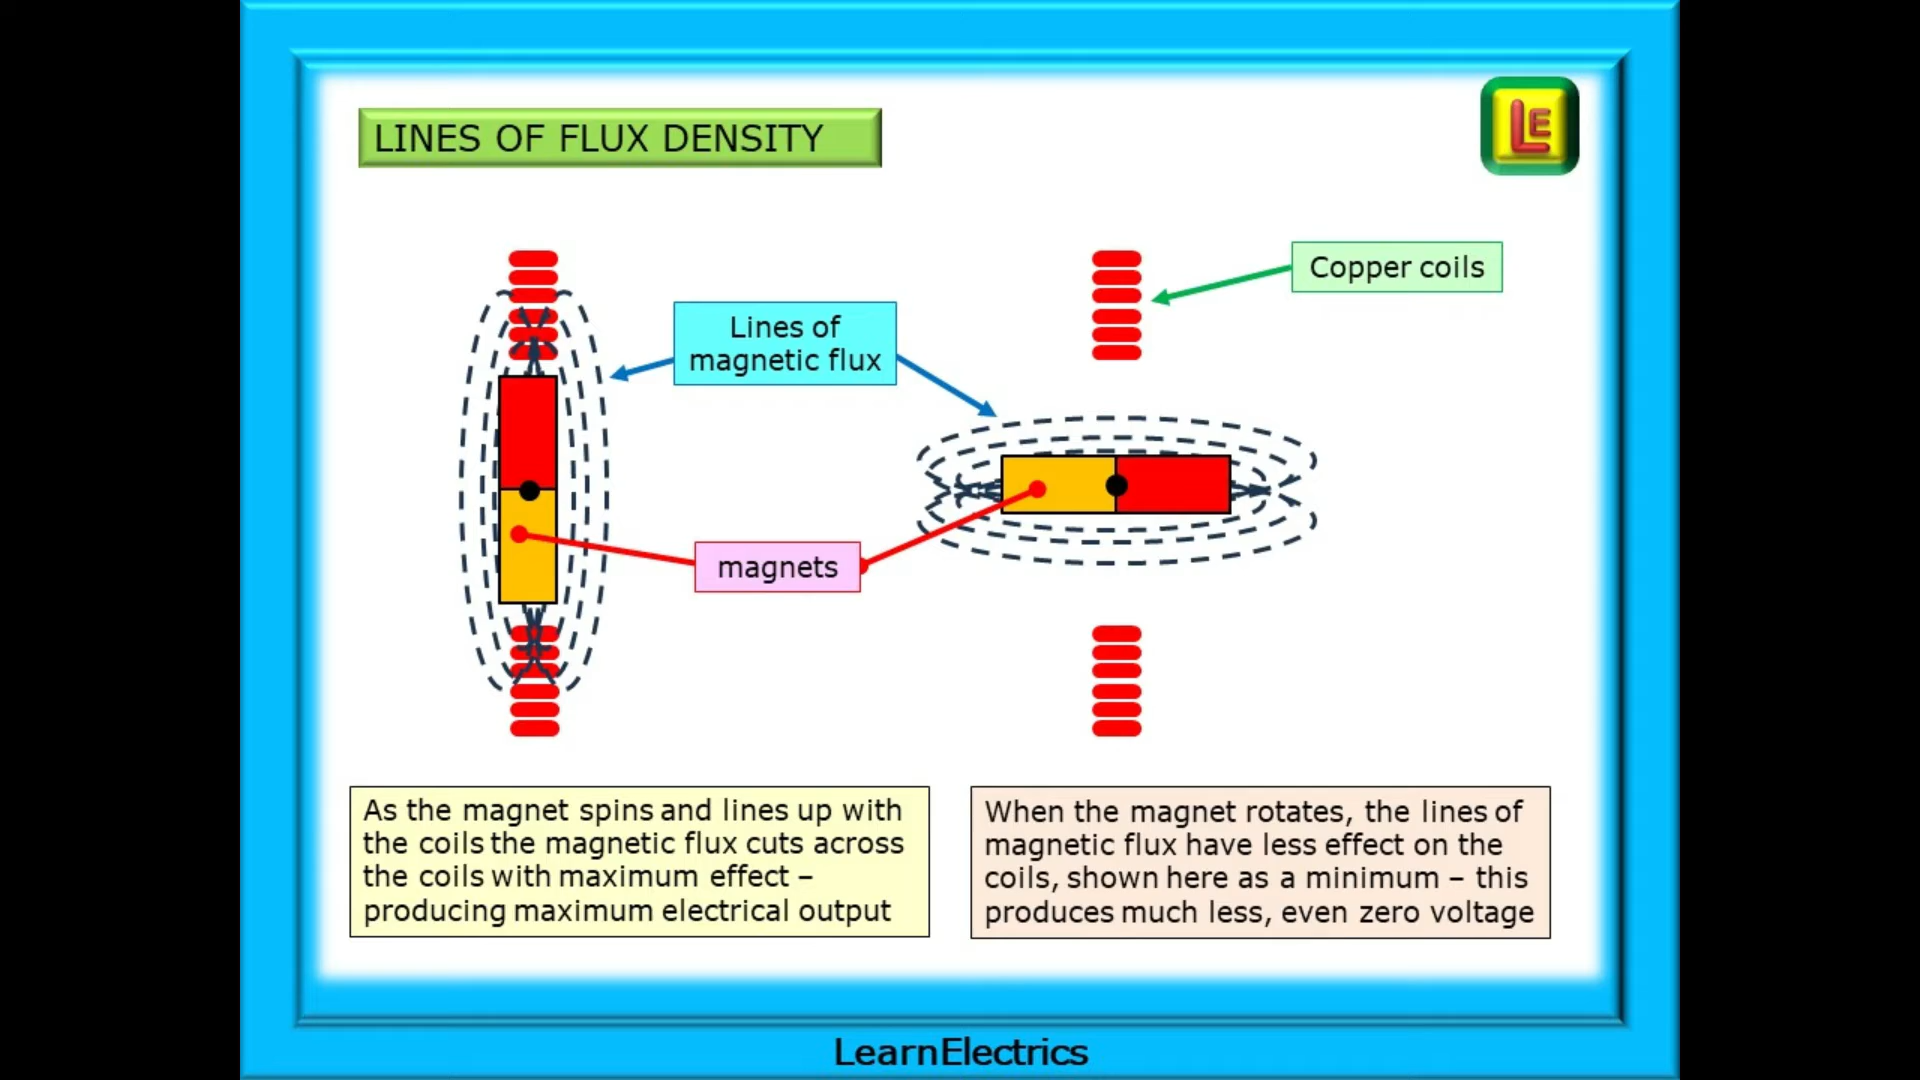 LINES OF FLUX DENSITY
LE
Copper coils
Lines of
magnetic flux
magnets
As the magnet spins and lines up with
the coils the magnetic flux cuts across
the coils with maximum effect –
producing maximum electrical output
When the magnet rotates, the lines of
magnetic flux have less effect on the
coils, shown here as a minimum – this
produces much less, even zero voltage
LearnElectrics